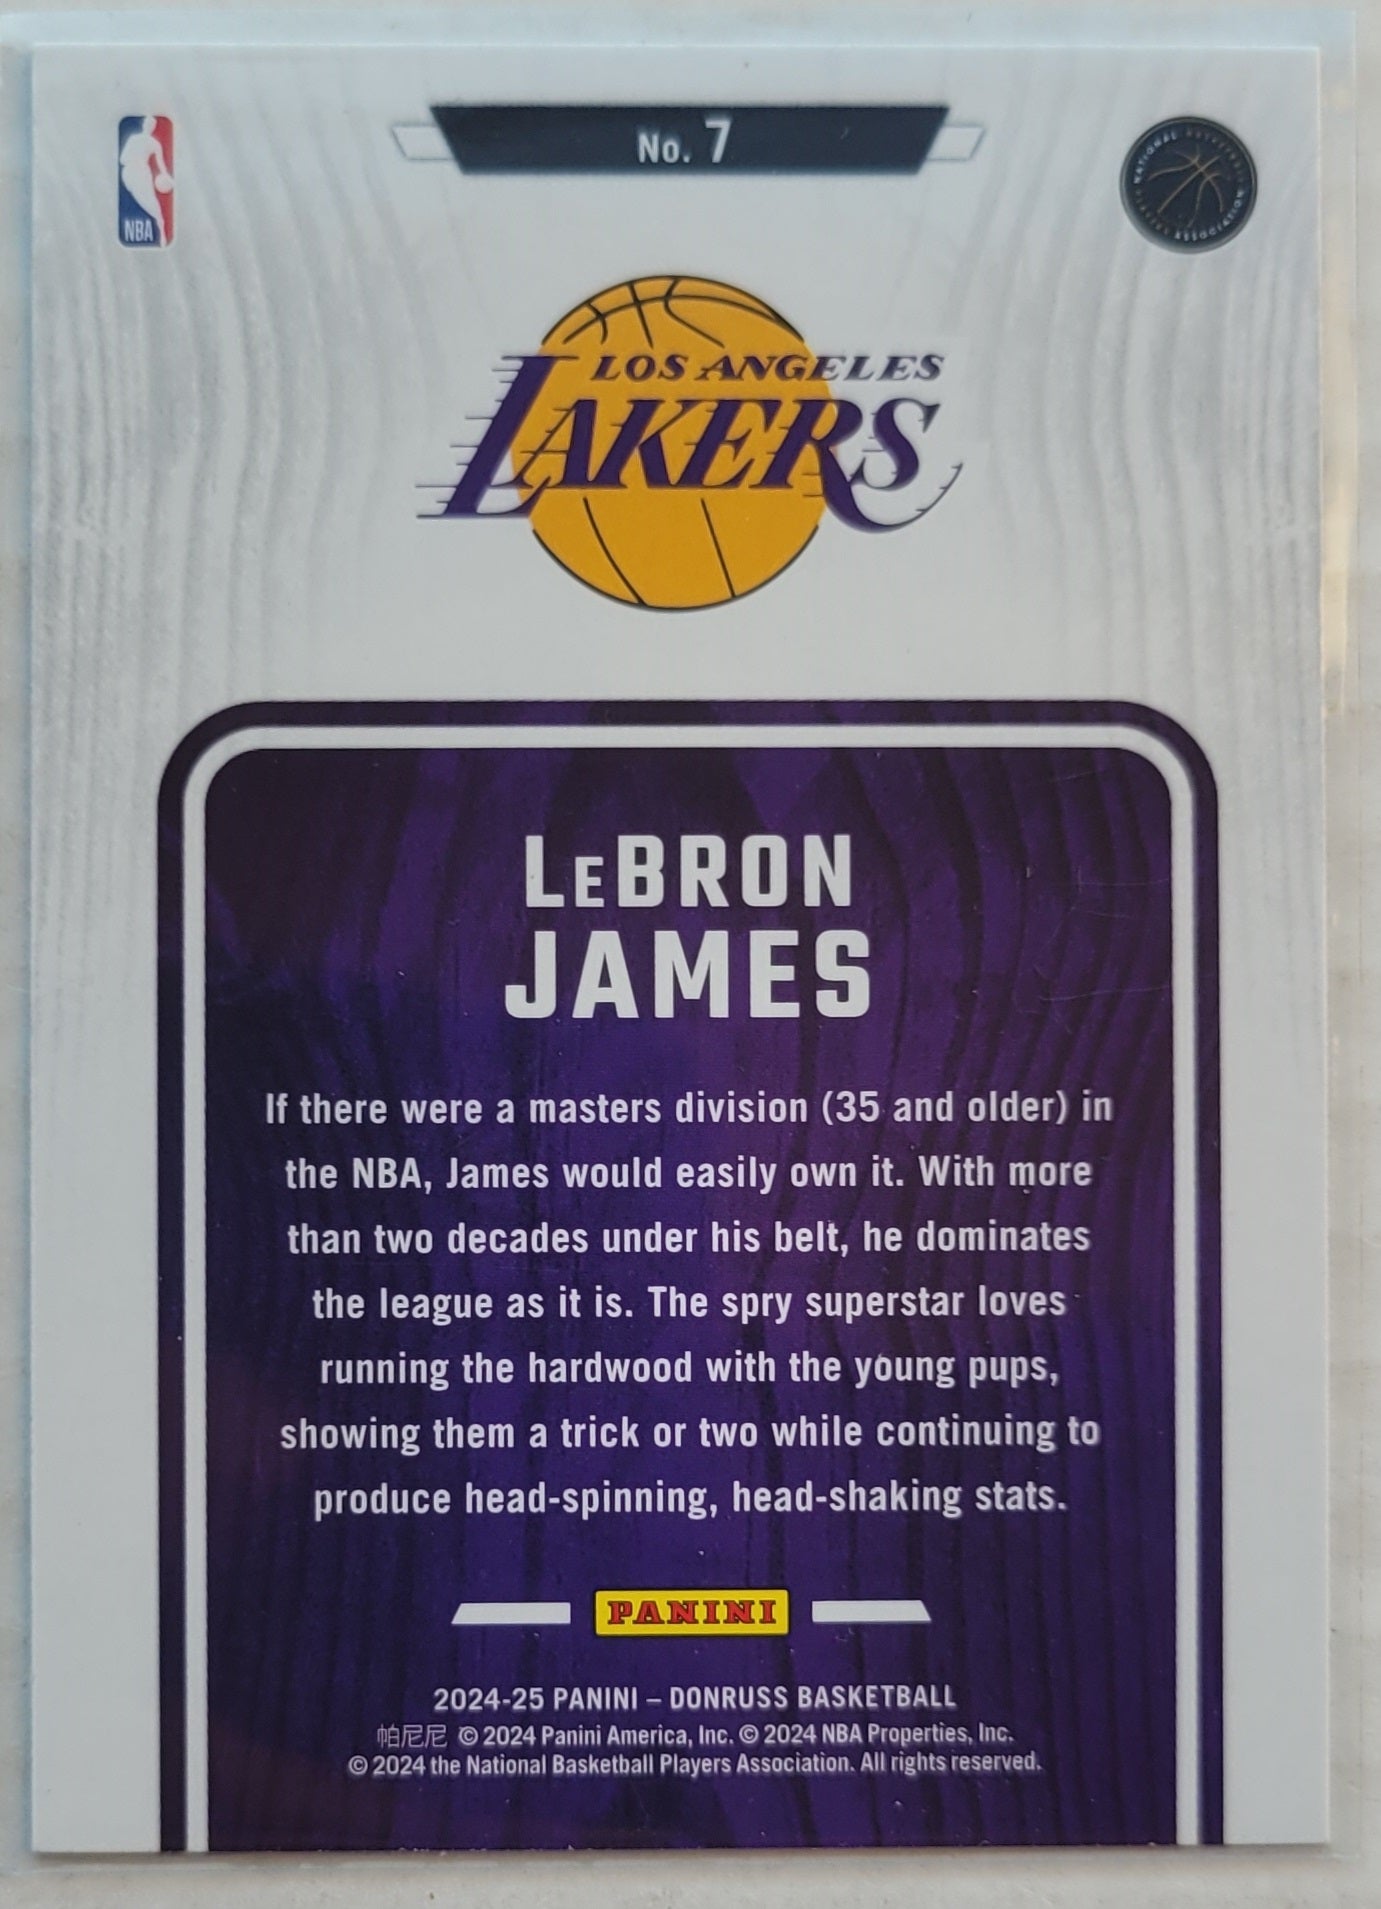 No. 7
NBA
NATIONAL BASKETBALL
PLAYERS ASSOCIATION
LOS ANGELES
LAKERS
LeBRON
JAMES
If there were a masters division (35 and older) in
the NBA, James would easily own it. With more
than two decades under his belt, he dominates
the league as it is. The spry superstar loves
running the hardwood with the young pups,
showing them a trick or two while continuing to
produce head-spinning, head-shaking stats.
PANINI
2024-25 PANINI – DONRUSS BASKETBALL
帕尼尼 © 2024 Panini America, Inc. © 2024 NBA Properties, Inc.
© 2024 the National Basketball Players Association. All rights reserved.